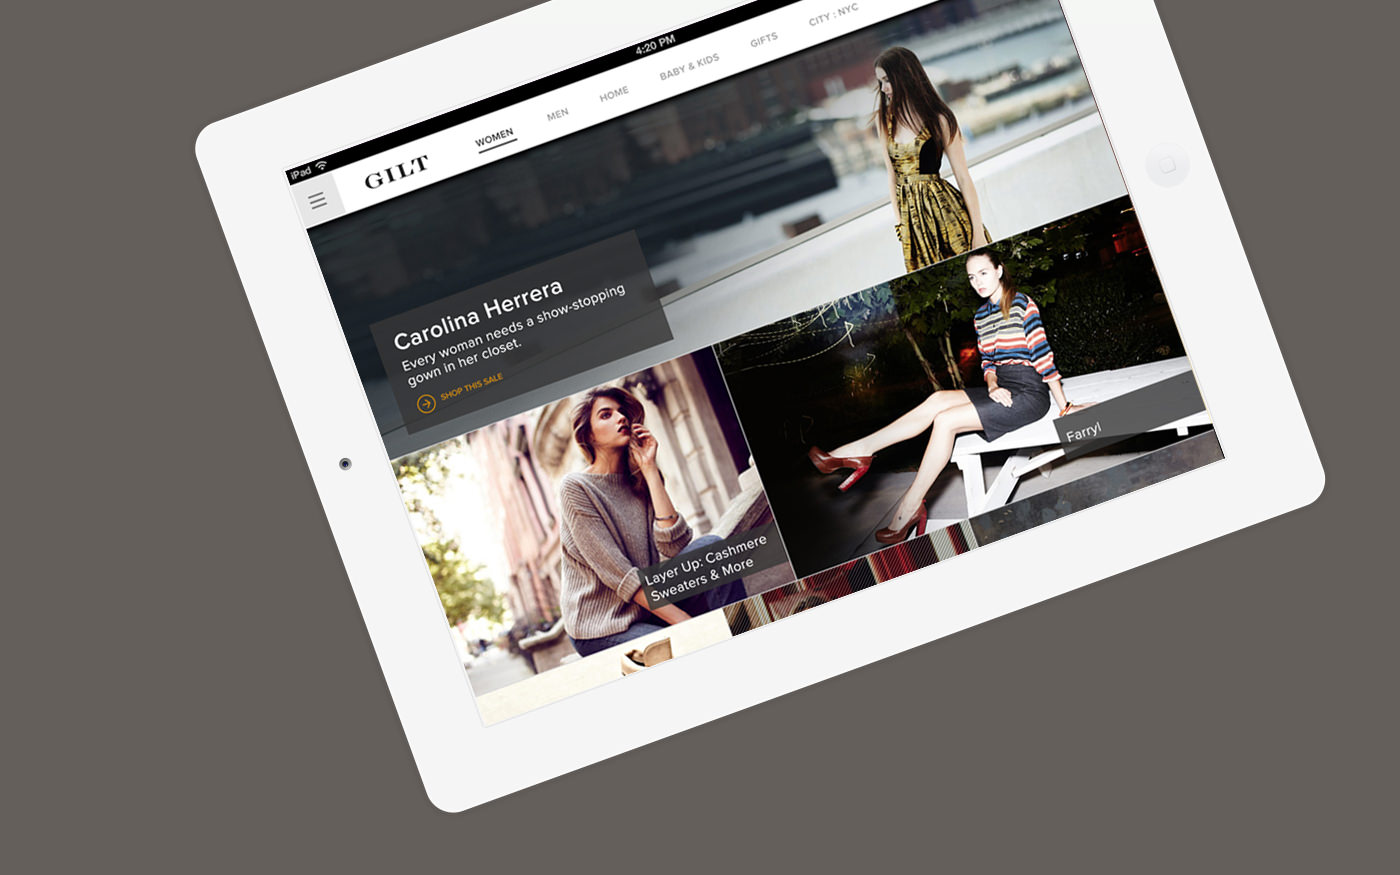 iPad
4:20 PM
GILT
WOMEN
MEN
HOME
BABY & KIDS
GIFTS
CITY : NYC
Carolina Herrera
Every woman needs a show-stopping
gown in her closet.
SHOP THIS SALE
Layer Up: Cashmere
Sweaters & More
Farryl